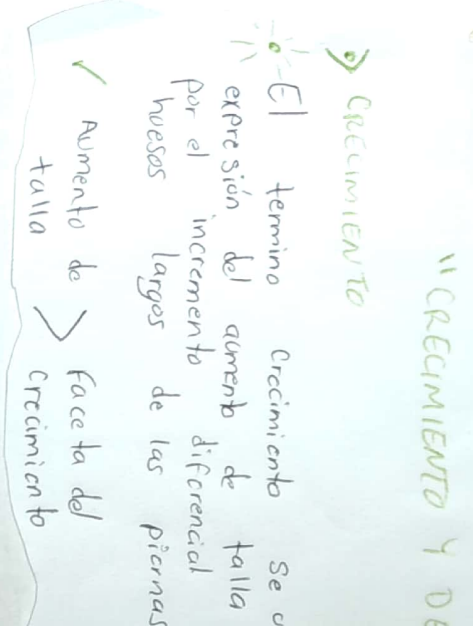 "CRECIMIENTO Y DE
CRECIMIENTO
El termino Crecimiento se
expresión del aumento de talla
por el incremento diferencial
huesos largos de las piernas
Aumento de > Faceta del
talla Crecimiento